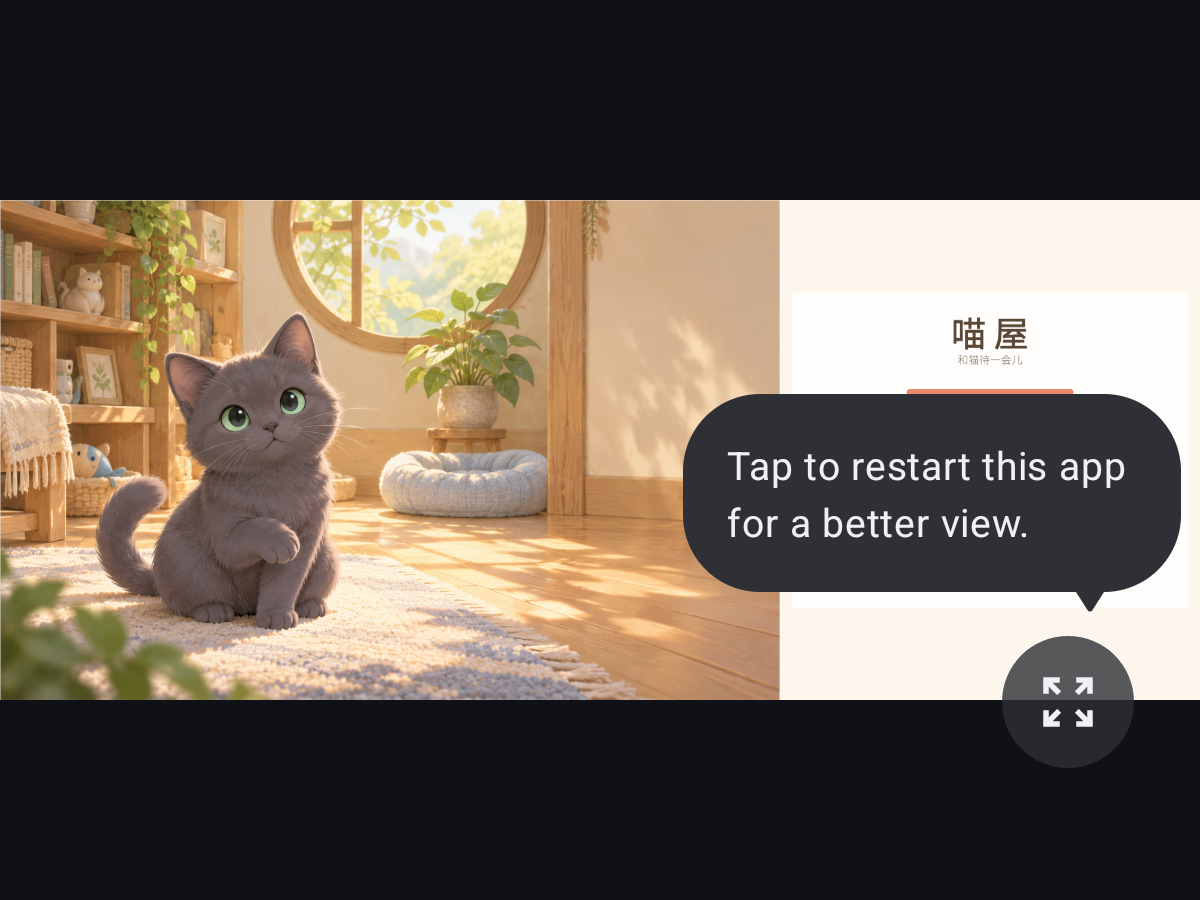 喵屋
和猫待一会儿
Tap to restart this app
for a better view.